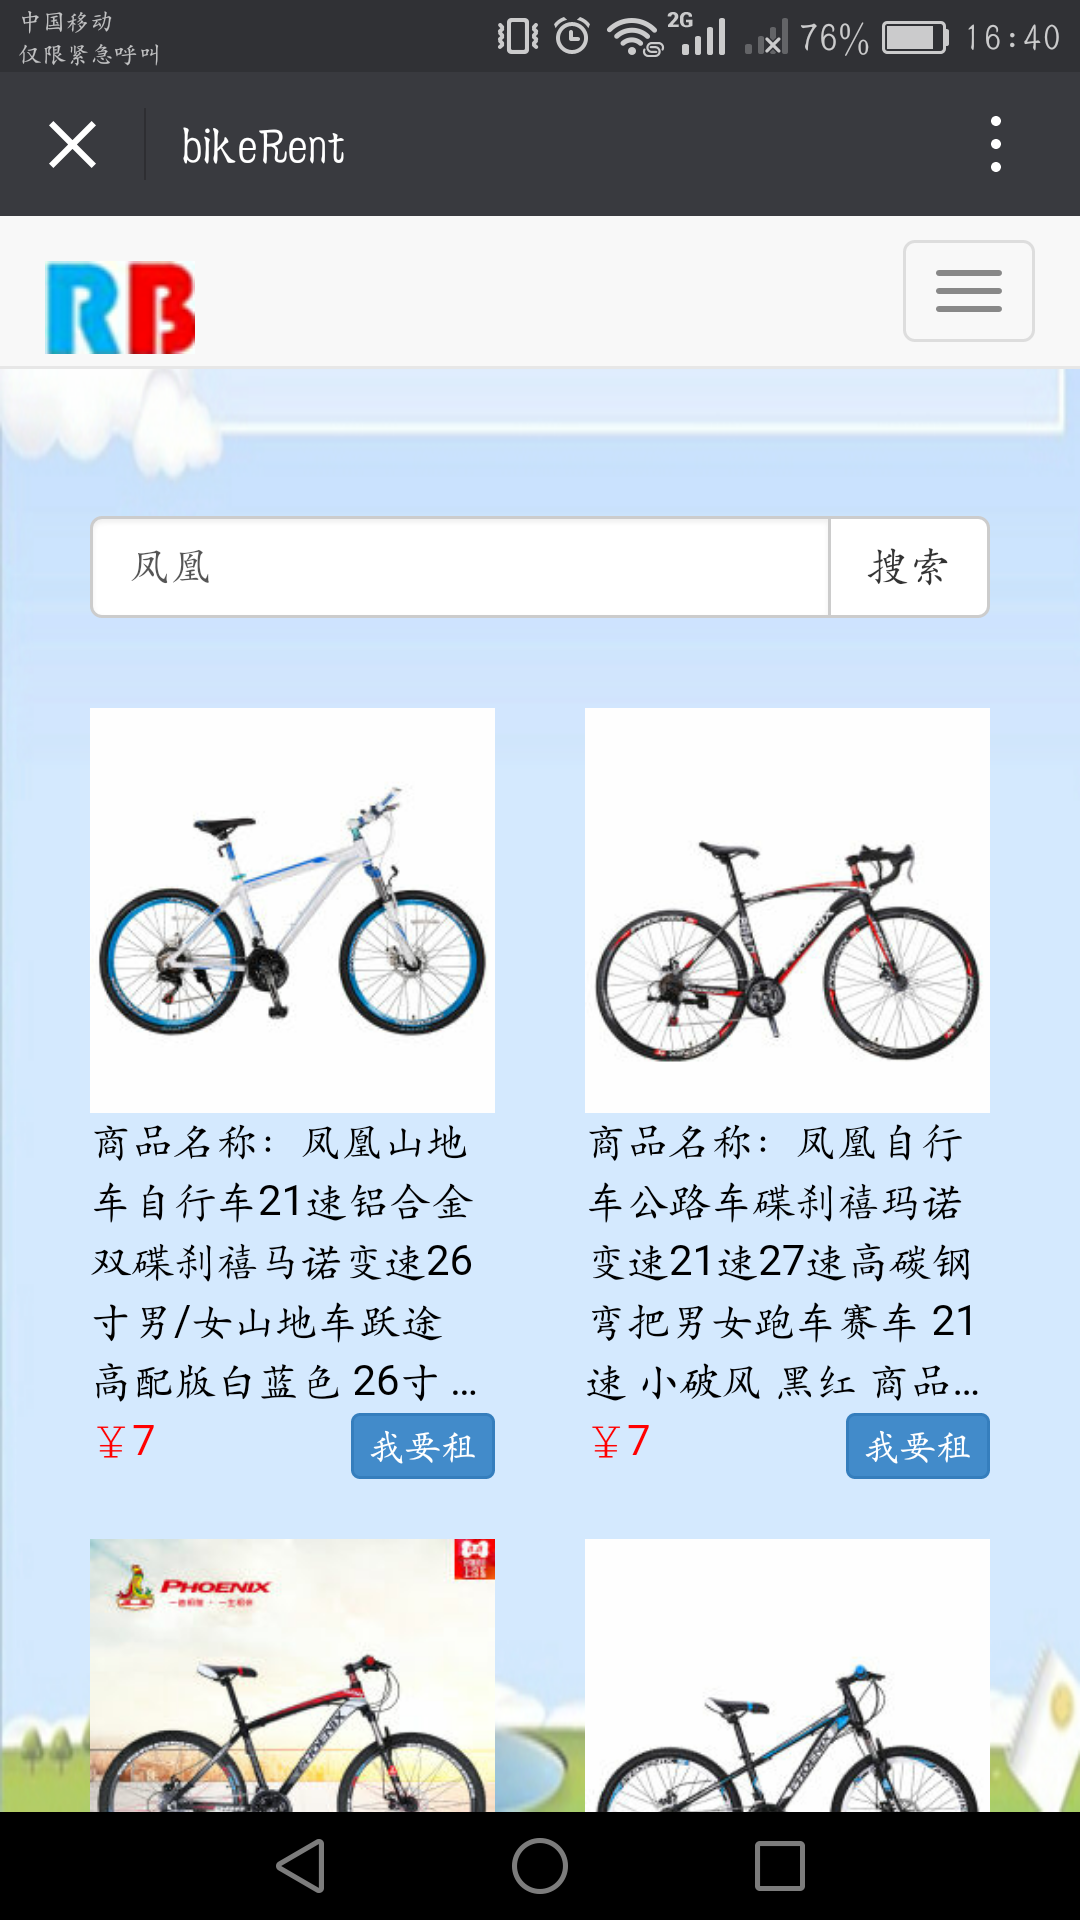 中国移动
仅限紧急呼叫
2G
76%
16:40
bikeRent
RB
凤凰
搜索
PHOENIX
商品名称：凤凰山地
车自行车21速铝合金
双碟刹禧马诺变速26
寸男/女山地车跃途
高配版白蓝色 26寸 ...
¥7
我要租
商品名称：凤凰自行
车公路车碟刹禧玛诺
变速21速27速高碳钢
弯把男女跑车赛车 21
速 小破风 黑红 商品...
¥7
我要租
PHOENIX
PHOENIX
PHOENIX